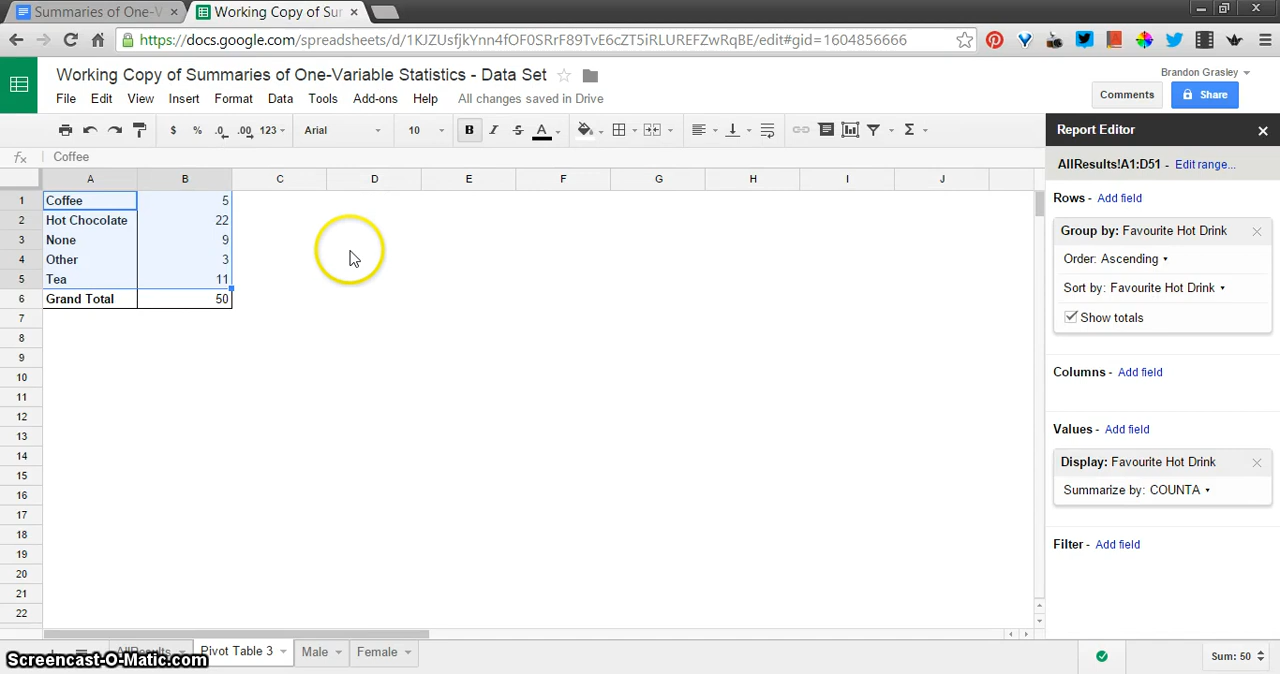 Summaries of One-V
Working Copy of Sur
https://docs.google.com/spreadsheets/d/1KJZUsfjkYnn4fOF0SRrF89TvE6cZT5iRLUREFZwRqBE/edit#gid=1604856666
Working Copy of Summaries of One-Variable Statistics - Data Set
Brandon Grasley
File Edit View Insert Format Data Tools Add-ons Help All changes saved in Drive
Comments
Share
$ % .0 .00 123 Arial 10 B I S A Σ
Report Editor
fx Coffee
AllResults!A1:D51 - Edit range...
A B C D E F G H I J
Rows - Add field
1 Coffee 5
2 Hot Chocolate 22
3 None 9
4 Other 3
5 Tea 11
6 Grand Total 50
7
8
9
10
11
12
13
14
15
16
17
18
19
20
21
22
Group by: Favourite Hot Drink
Order: Ascending
Sort by: Favourite Hot Drink
Show totals
Columns - Add field
Values - Add field
Display: Favourite Hot Drink
Summarize by: COUNTA
Filter - Add field
AllResults Pivot Table 3 Male Female
Sum: 50
Screencast-O-Matic.com